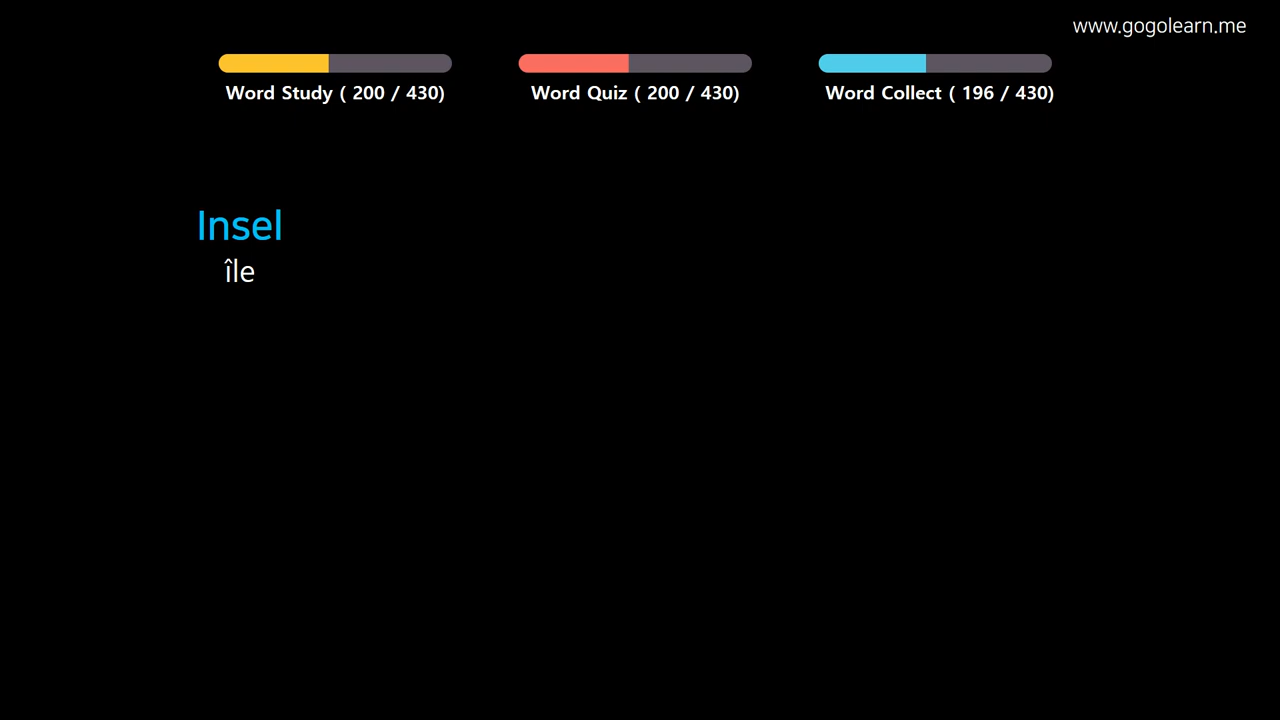 www.gogolearn.me
Word Study ( 200 / 430)
Word Quiz ( 200 / 430)
Word Collect ( 196 / 430)
Insel
île